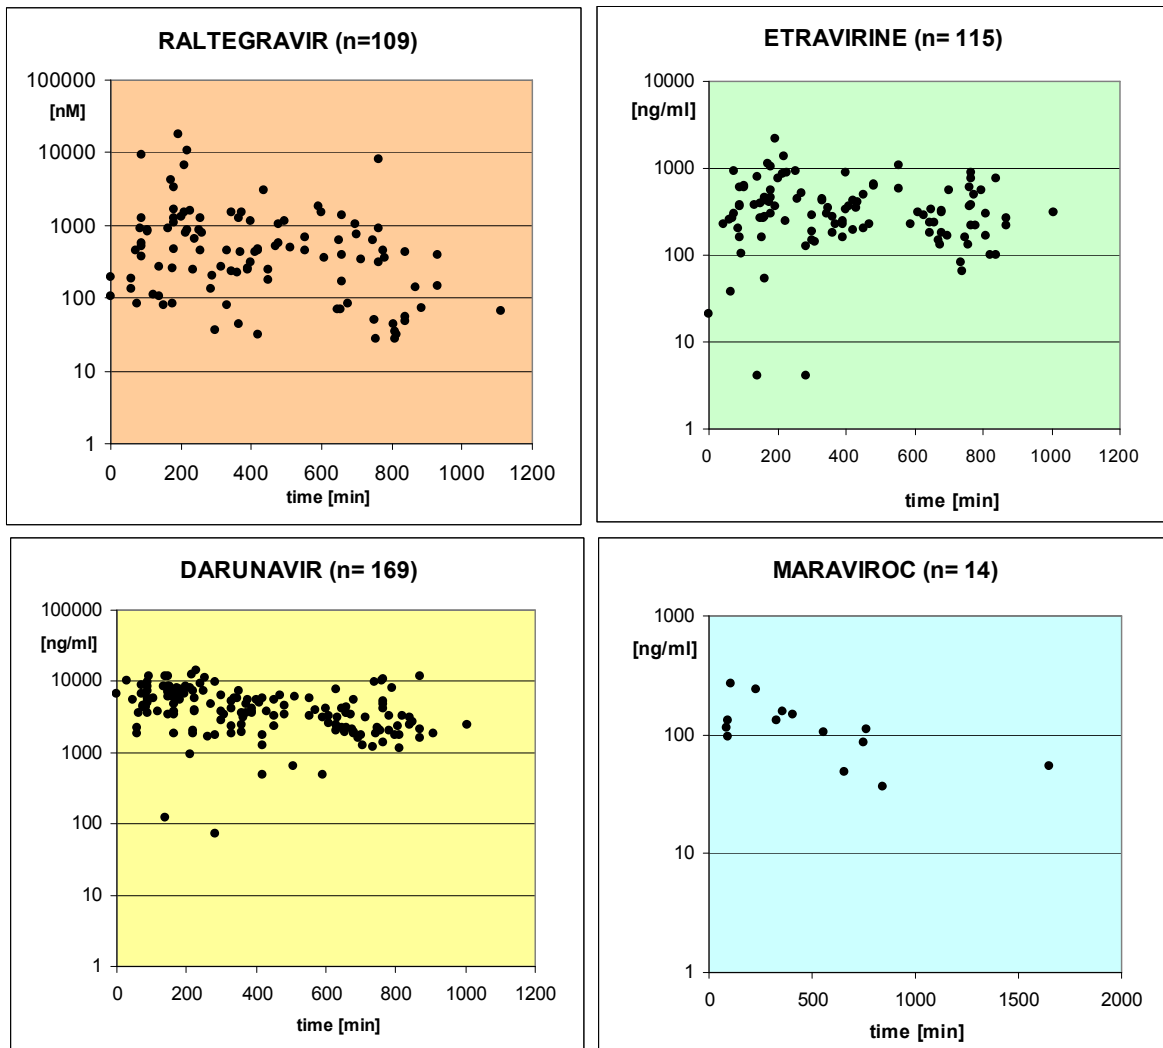 RALTEGRAVIR (n=109)
100000
[nM]
10000
1000
100
10
1
0 200 400 600 800 1000 1200
time [min]
ETRAVIRINE (n= 115)
10000
[ng/ml]
1000
100
10
1
0 200 400 600 800 1000 1200
time [min]
DARUNAVIR (n= 169)
100000
[ng/ml]
10000
1000
100
10
1
0 200 400 600 800 1000 1200
time [min]
MARAVIROC (n= 14)
1000
[ng/ml]
100
10
1
0 500 1000 1500 2000
time [min]